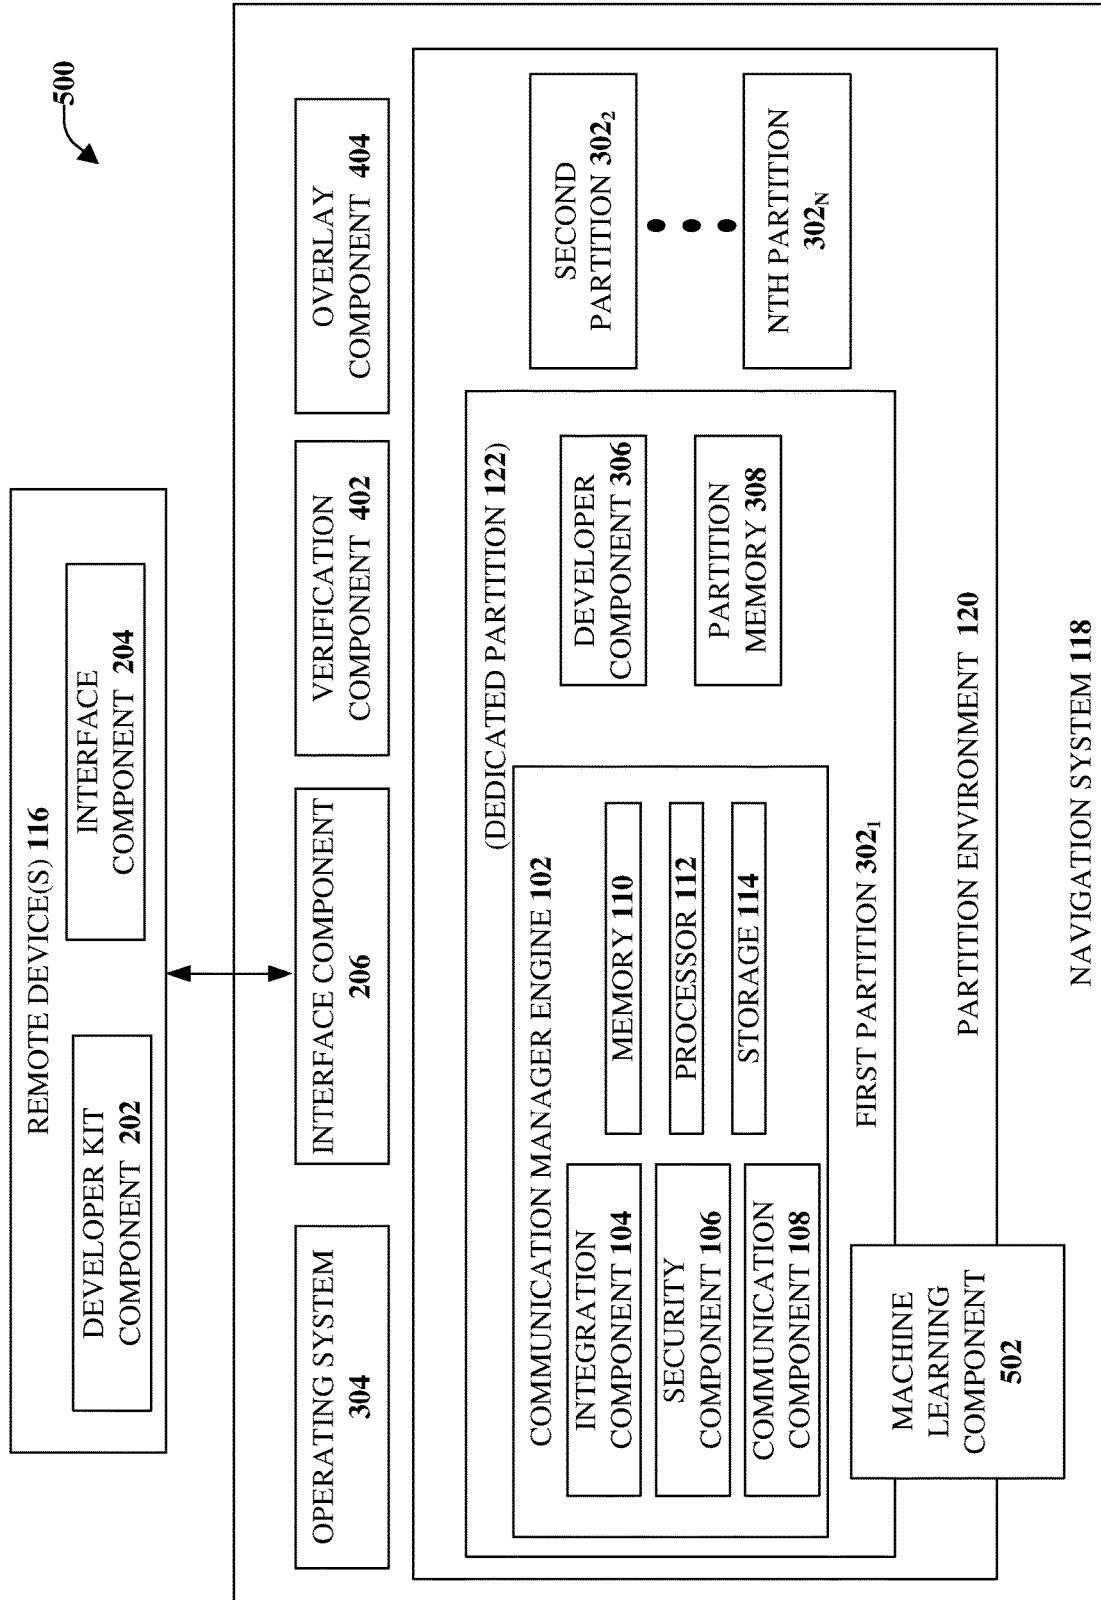 500
REMOTE DEVICE(S) 116
DEVELOPER KIT
COMPONENT 202
INTERFACE
COMPONENT 204
OPERATING SYSTEM
304
INTERFACE COMPONENT
206
VERIFICATION
COMPONENT 402
OVERLAY
COMPONENT 404
(DEDICATED PARTITION 122)
COMMUNICATION MANAGER ENGINE 102
INTEGRATION
COMPONENT 104
SECURITY
COMPONENT 106
COMMUNICATION
COMPONENT 108
MEMORY 110
PROCESSOR 112
STORAGE 114
DEVELOPER
COMPONENT 306
PARTITION
MEMORY 308
SECOND
PARTITION 302₂
NTH PARTITION
302ₙ
FIRST PARTITION 302₁
MACHINE
LEARNING
COMPONENT
502
PARTITION ENVIRONMENT 120
NAVIGATION SYSTEM 118